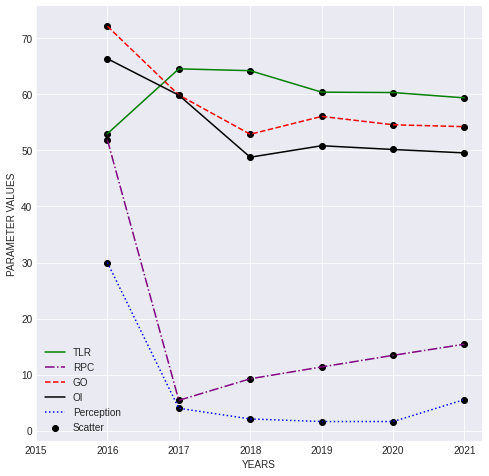 70
60
50
40
30
20
10
0
PARAMETER VALUES
TLR
RPC
GO
OI
Perception
Scatter
2015 2016 2017 2018 2019 2020 2021
YEARS